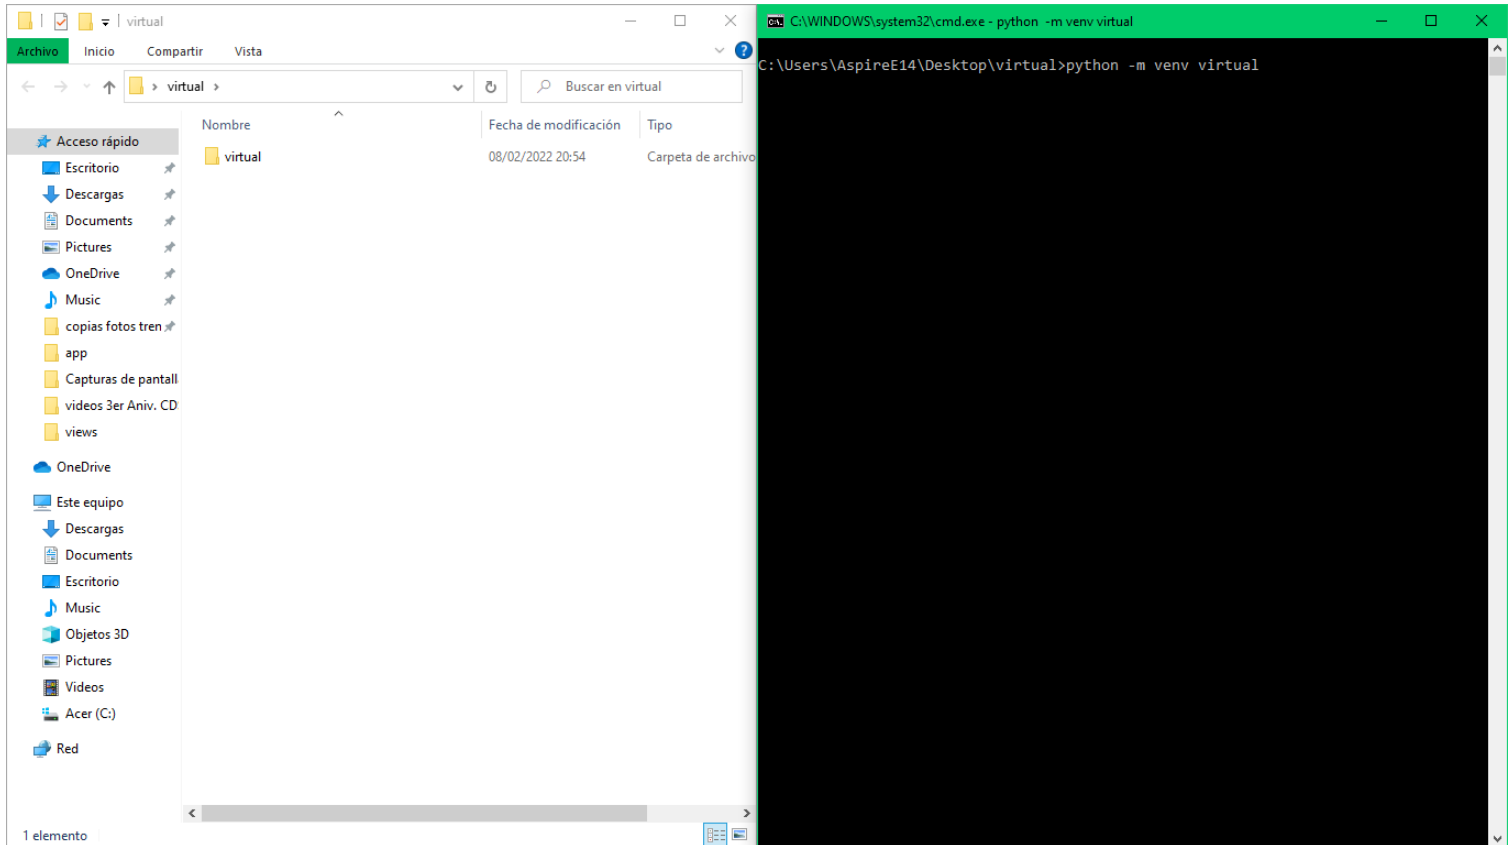 virtual
Archivo Inicio Compartir Vista
virtual
Buscar en virtual
Nombre Fecha de modificación Tipo
virtual 08/02/2022 20:54 Carpeta de archivo
Acceso rápido
Escritorio
Descargas
Documents
Pictures
OneDrive
Music
copias fotos tren
app
Capturas de pantall
videos 3er Aniv. CD
views
OneDrive
Este equipo
Descargas
Documents
Escritorio
Music
Objetos 3D
Pictures
Videos
Acer (C:)
Red
1 elemento
C:\WINDOWS\system32\cmd.exe - python -m venv virtual
C:\Users\AspireE14\Desktop\virtual>python -m venv virtual